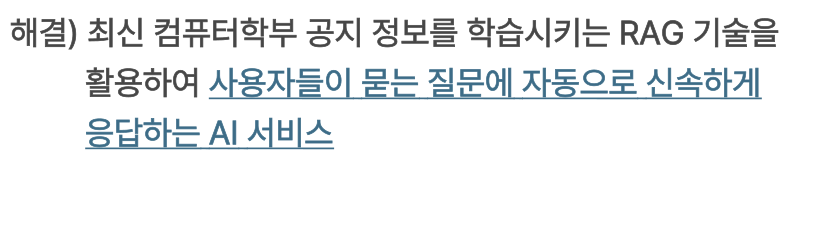 해결) 최신 컴퓨터학부 공지 정보를 학습시키는 RAG 기술을
활용하여 사용자들이 묻는 질문에 자동으로 신속하게
응답하는 AI 서비스